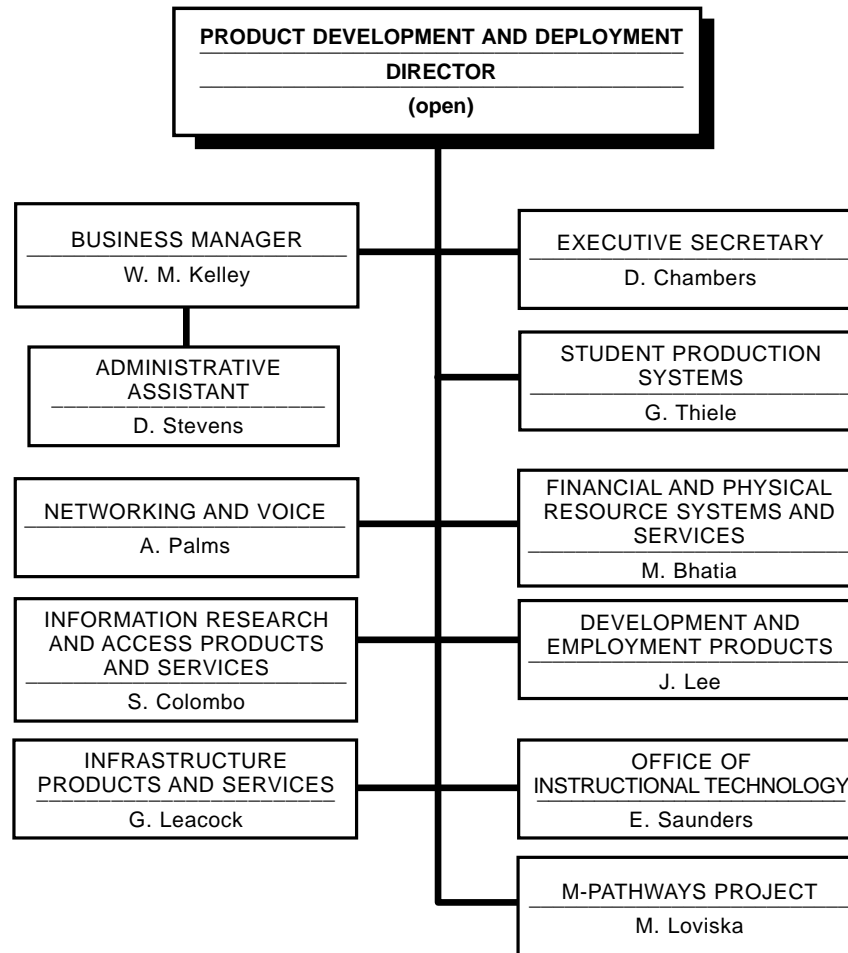 PRODUCT DEVELOPMENT AND DEPLOYMENT
DIRECTOR
(open)
BUSINESS MANAGER
W. M. Kelley
EXECUTIVE SECRETARY
D. Chambers
ADMINISTRATIVE
ASSISTANT
D. Stevens
STUDENT PRODUCTION
SYSTEMS
G. Thiele
NETWORKING AND VOICE
A. Palms
FINANCIAL AND PHYSICAL
RESOURCE SYSTEMS AND
SERVICES
M. Bhatia
INFORMATION RESEARCH
AND ACCESS PRODUCTS
AND SERVICES
S. Colombo
DEVELOPMENT AND
EMPLOYMENT PRODUCTS
J. Lee
INFRASTRUCTURE
PRODUCTS AND SERVICES
G. Leacock
OFFICE OF
INSTRUCTIONAL TECHNOLOGY
E. Saunders
M-PATHWAYS PROJECT
M. Loviska